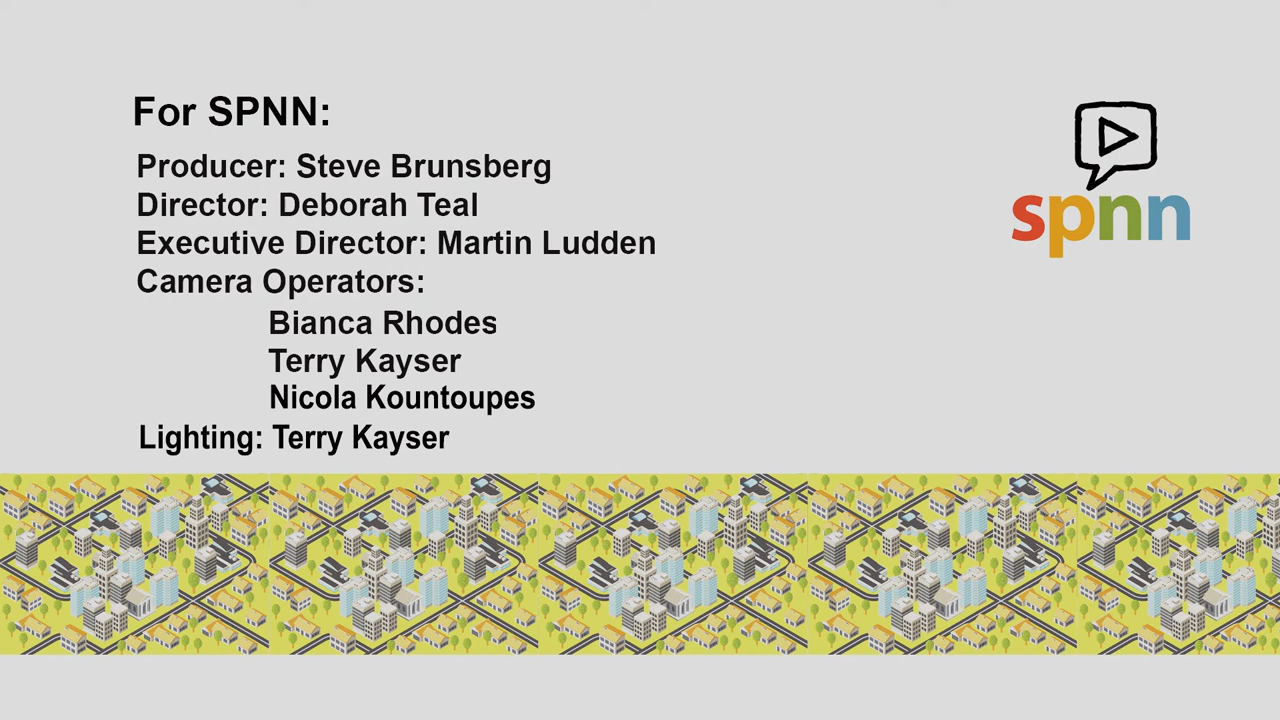 For SPNN:
Producer: Steve Brunsberg
Director: Deborah Teal
Executive Director: Martin Ludden
Camera Operators:
Bianca Rhodes
Terry Kayser
Nicola Kountoupes
Lighting: Terry Kayser
spnn